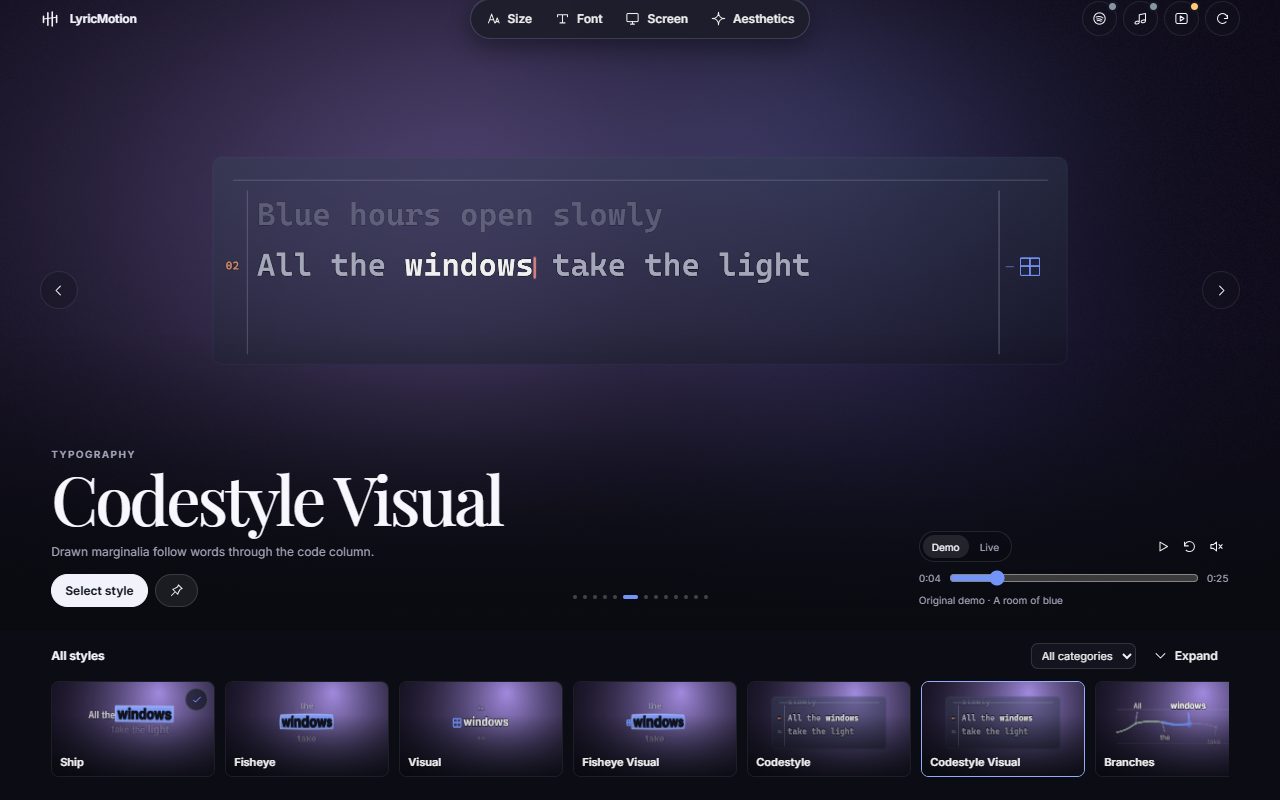 LyricMotion
Size
Font
Screen
Aesthetics
Blue hours open slowly
02
All the windows take the light
TYPOGRAPHY
Codestyle Visual
Drawn marginalia follow words through the code column.
Select style
Demo
Live
0:04
0:25
Original demo · A room of blue
All styles
All categories
Expand
All the windows
take the light
Ship
the
windows
take
Fisheye
windows
Visual
the
windows
take
Fisheye Visual
slowly
All the windows
take the light
Codestyle
slowly
All the windows
take the light
Codestyle Visual
All
windows
the
take
Branches